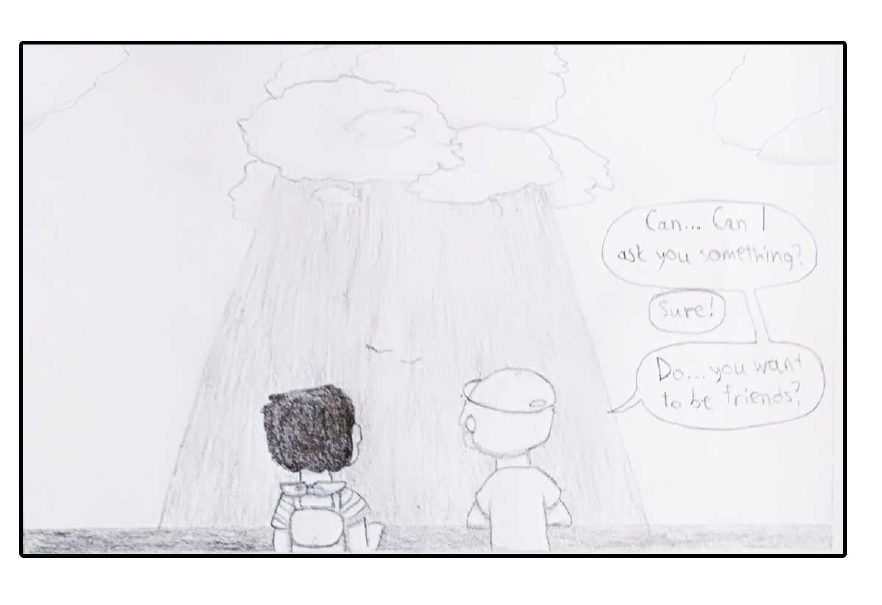 Can... Can I
ask you something?
Sure!
Do...you want
to be friends?